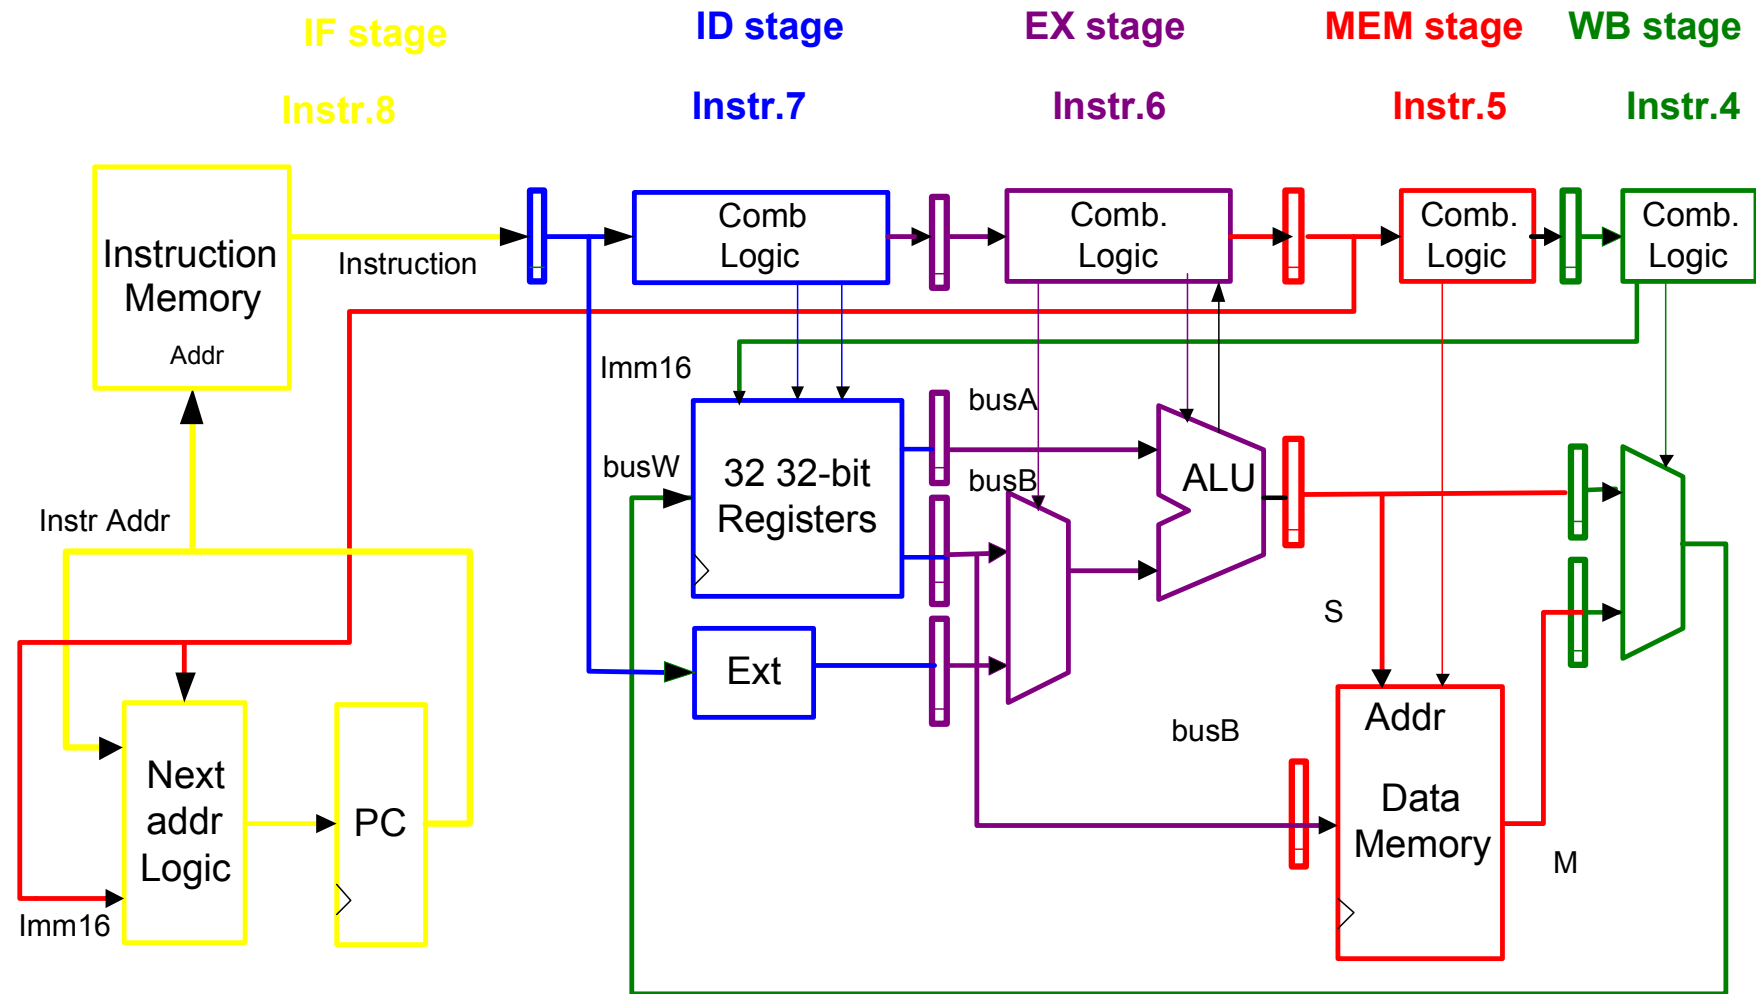 IF stage
ID stage
EX stage
MEM stage
WB stage
Instr.8
Instr.7
Instr.6
Instr.5
Instr.4
Instruction
Memory
Addr
Instruction
Comb
Logic
Comb.
Logic
Comb.
Logic
Comb.
Logic
Imm16
busA
busW
busB
32 32-bit
Registers
ALU
Instr Addr
S
Ext
busB
Addr
Data
Memory
M
Next
addr
Logic
PC
Imm16